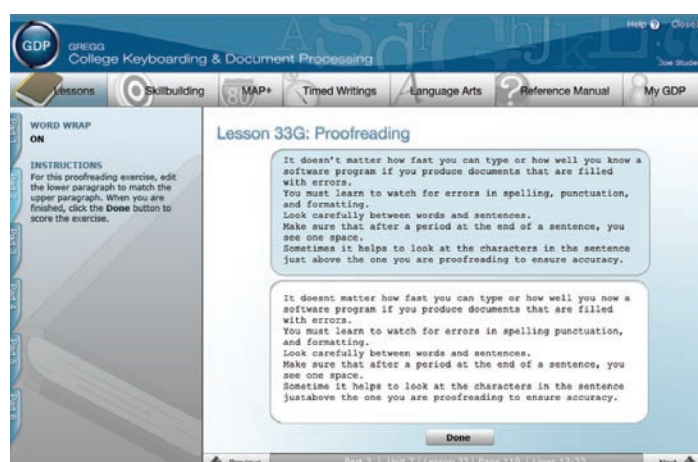 Help Close
GDP
GREGG
College Keyboarding & Document Processing
Joe Stude
Lessons Skillbuilding MAP+ Timed Writings Language Arts Reference Manual My GDP
WORD WRAP
ON
INSTRUCTIONS
For this proofreading exercise, edit
the lower paragraph to match the
upper paragraph. When you are
finished, click the Done button to
score the exercise.
Lesson 33G: Proofreading
It doesn't matter how fast you can type or how well you know a
software program if you produce documents that are filled
with errors.
You must learn to watch for errors in spelling, punctuation,
and formatting.
Look carefully between words and sentences.
Make sure that after a period at the end of a sentence, you
see one space.
Sometimes it helps to look at the characters in the sentence
just above the one you are proofreading to ensure accuracy.
It doesnt matter how fast you can type or how well you now a
software program if you produce documents that are filled
with errors.
You must learn to watch for errors in spelling punctuation,
and formatting.
Look carefully between words and sentences.
Make sure that after a period at the end of a sentence, you
see one space.
Sometime it helps to look at the characters in the sentence
justabove the one you are proofreading to ensure accuracy.
Done